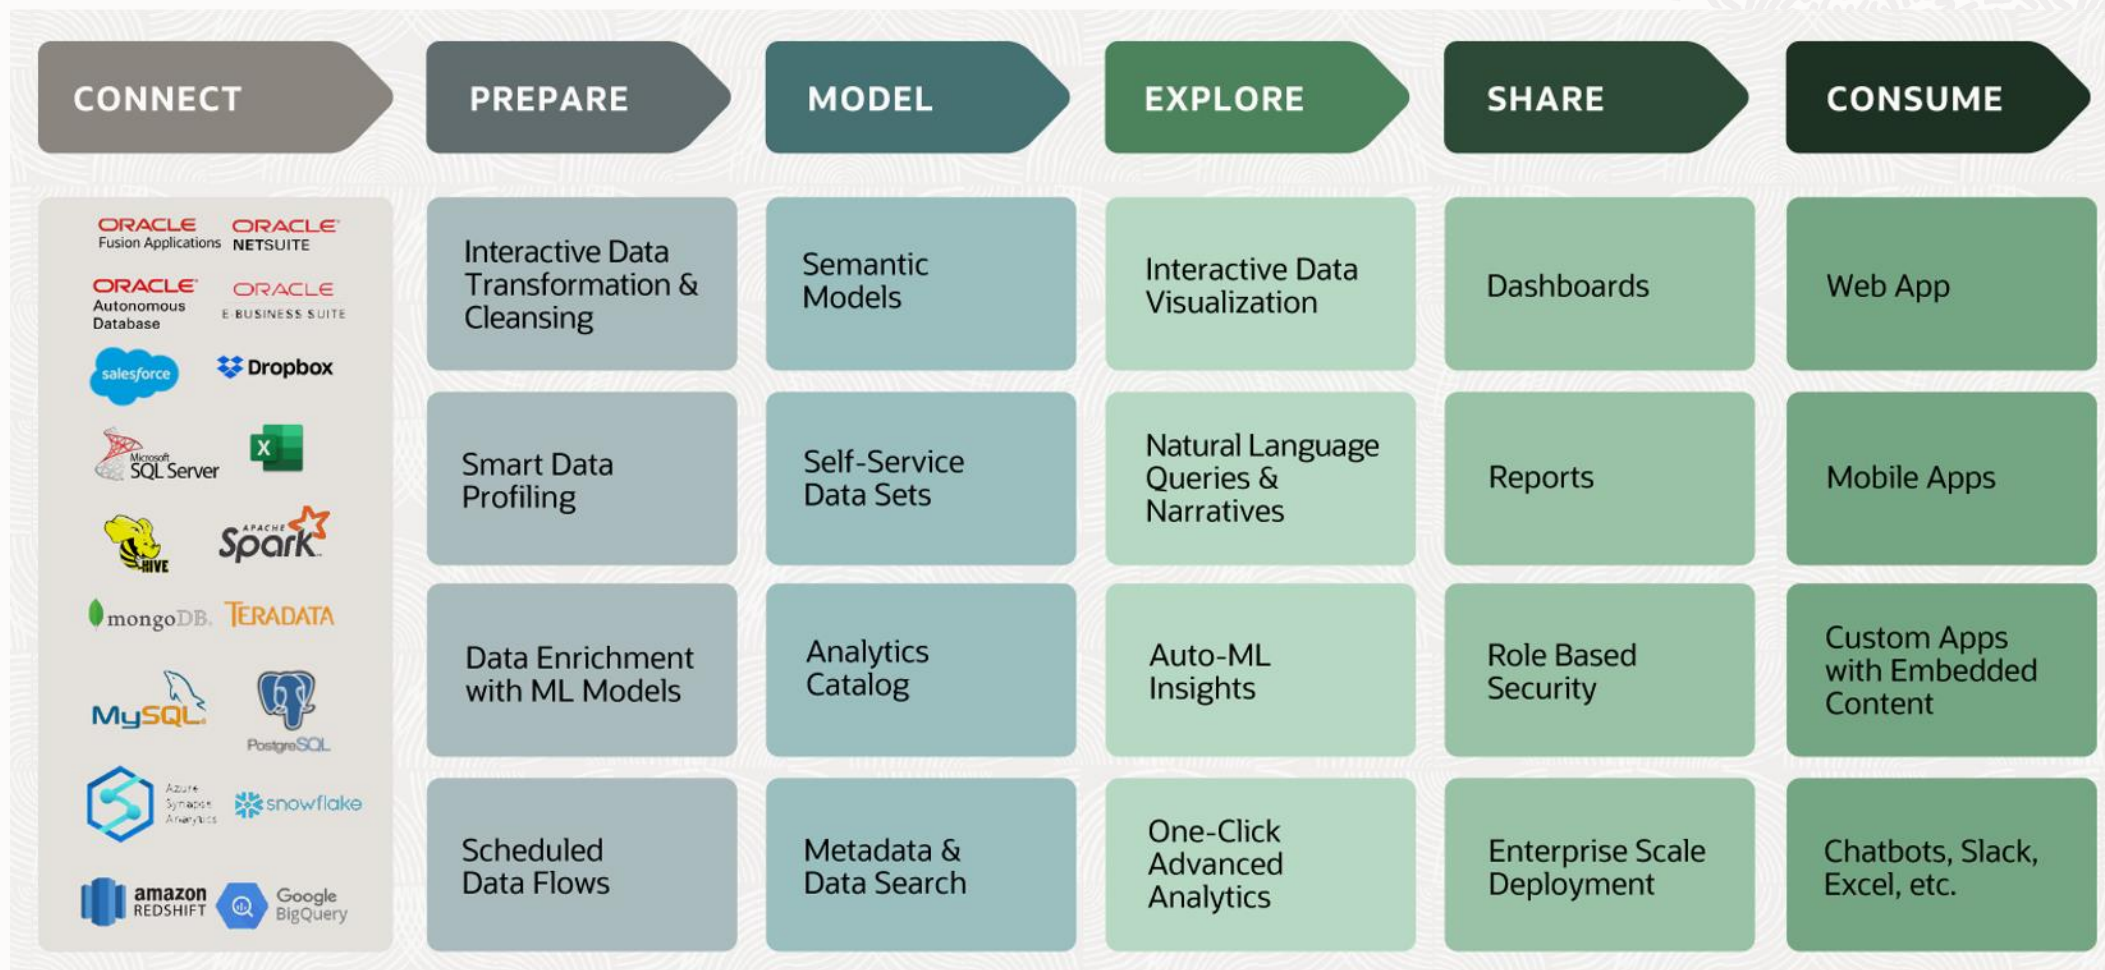 CONNECT
PREPARE
MODEL
EXPLORE
SHARE
CONSUME
ORACLE
Fusion Applications
ORACLE
NETSUITE
ORACLE
Autonomous
Database
ORACLE
E-BUSINESS SUITE
salesforce
Dropbox
Microsoft
SQL Server
X
HIVE
APACHE
Spark
mongoDB.
TERADATA
MySQL
PostgreSQL
Azure
Synapse
Analytics
snowflake
amazon
REDSHIFT
Google
BigQuery
Interactive Data
Transformation &
Cleansing
Smart Data
Profiling
Data Enrichment
with ML Models
Scheduled
Data Flows
Semantic
Models
Self-Service
Data Sets
Analytics
Catalog
Metadata &
Data Search
Interactive Data
Visualization
Natural Language
Queries &
Narratives
Auto-ML
Insights
One-Click
Advanced
Analytics
Dashboards
Reports
Role Based
Security
Enterprise Scale
Deployment
Web App
Mobile Apps
Custom Apps
with Embedded
Content
Chatbots, Slack,
Excel, etc.